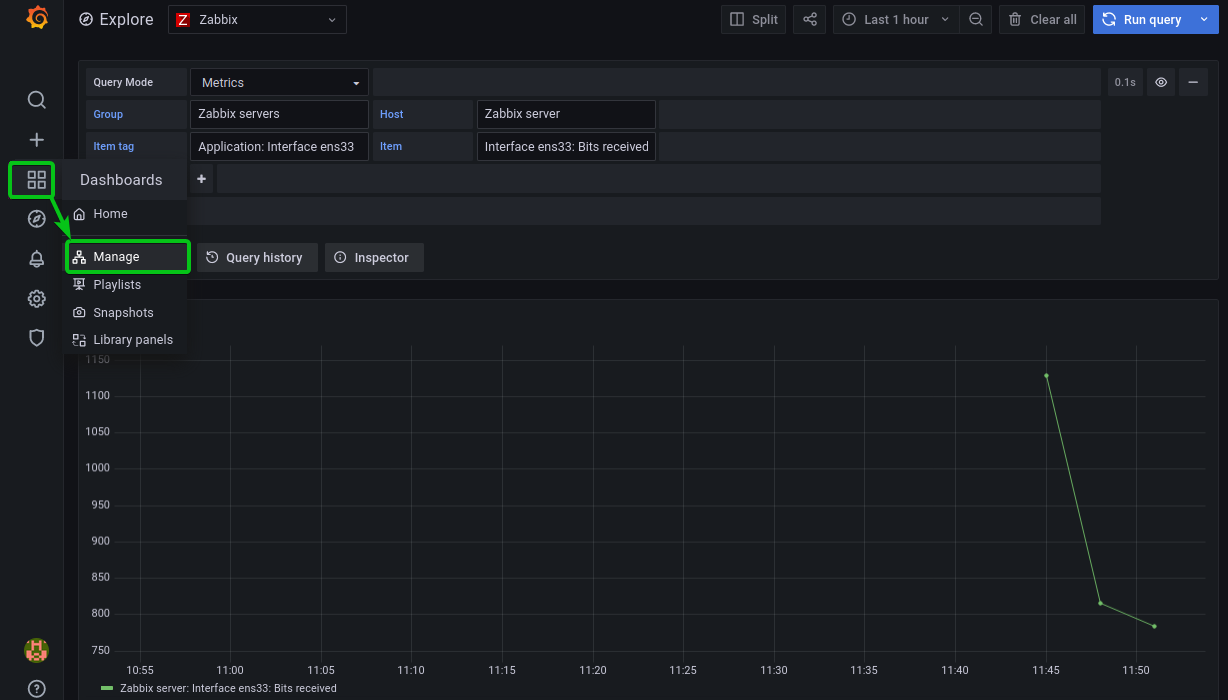 Explore
Z Zabbix
Split
Last 1 hour
Clear all
Run query
Query Mode Metrics
0.1s
Group Zabbix servers Host Zabbix server
Item tag Application: Interface ens33 Item Interface ens33: Bits received
Dashboards
+
Home
Manage
Query history
Inspector
Playlists
Snapshots
Library panels
1150
1100
1050
1000
950
900
850
800
750
10:55 11:00 11:05 11:10 11:15 11:20 11:25 11:30 11:35 11:40 11:45 11:50
Zabbix server: Interface ens33: Bits received